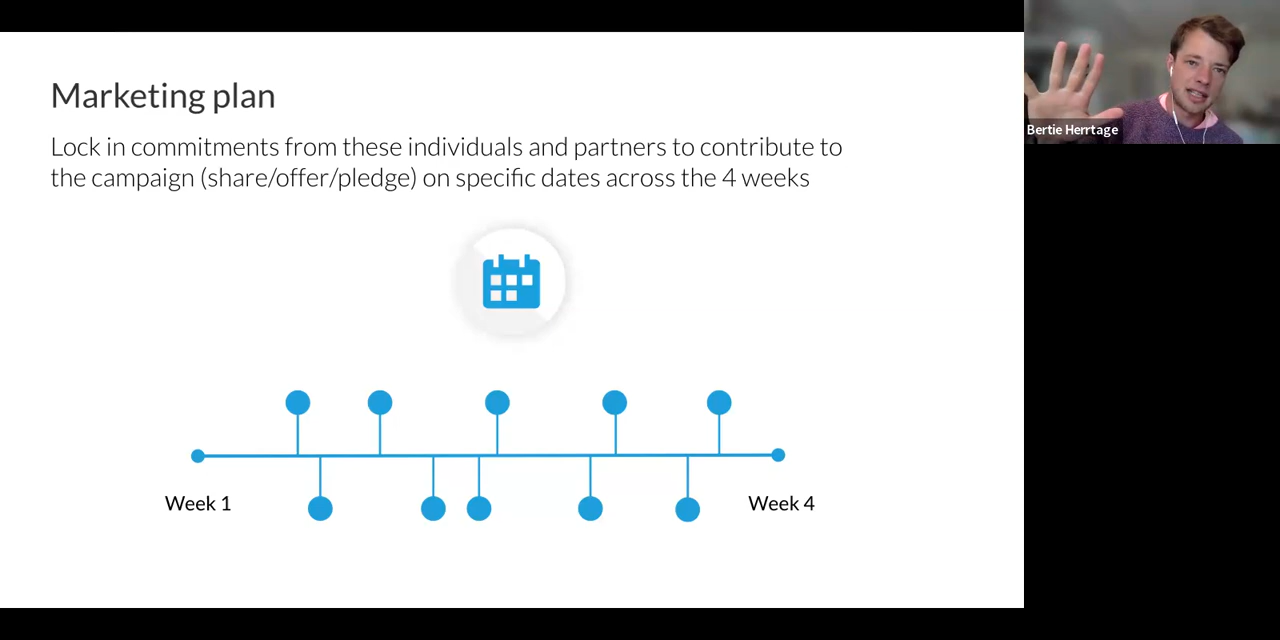 Marketing plan
Lock in commitments from these individuals and partners to contribute to
the campaign (share/offer/pledge) on specific dates across the 4 weeks
Week 1
Week 4
Bertie Herrtage